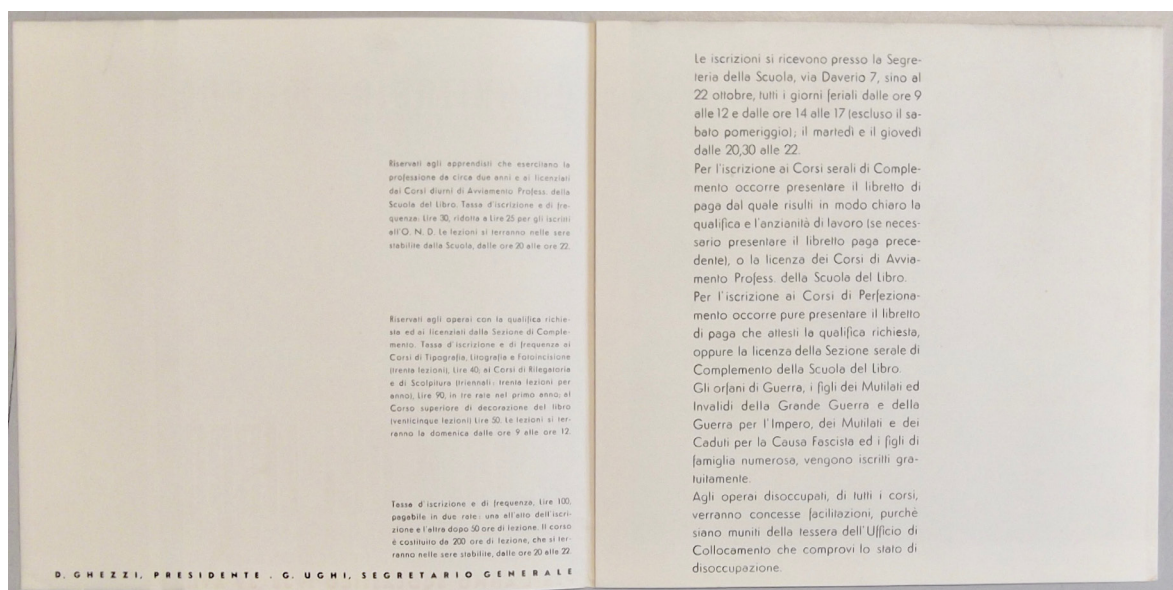 Riservati agli apprendisti che esercitano la
professione da circa due anni e ai licenziati
dai Corsi diurni di Avviamento Profess. della
Scuola del Libro. Tassa d'iscrizione e di fre-
quenza: Lire 30, ridotta a Lire 25 per gli iscritti
all'O. N. D. Le lezioni si terranno nelle sere
stabilite dalla Scuola, dalle ore 20 alle ore 22.
Riservati agli operai con la qualifica richie-
sta ed ai licenziati dalla Sezione di Comple-
mento. Tassa d'iscrizione e di frequenza ai
Corsi di Tipografia, Litografia e Fotoincisione
(trenta lezioni), Lire 40; ai Corsi di Rilegatoria
e di Scolpitura (triennali: trenta lezioni per
anno), Lire 90, in tre rate nel primo anno; al
Corso superiore di decorazione del libro
(venticinque lezioni) Lire 50. Le lezioni si ter-
ranno la domenica dalle ore 9 alle ore 12.
Tassa d'iscrizione e di frequenza, Lire 100,
pagabile in due rate: una all'atto dell'iscri-
zione e l'altra dopo 50 ore di lezione. Il corso
è costituito da 200 ore di lezione, che si ter-
ranno nelle sere stabilite, dalle ore 20 alle 22.
D. GHEZZI, PRESIDENTE . G. UGHI, SEGRETARIO GENERALE
Le iscrizioni si ricevono presso la Segre-
teria della Scuola, via Daverio 7, sino al
22 ottobre, tutti i giorni feriali dalle ore 9
alle 12 e dalle ore 14 alle 17 (escluso il sa-
bato pomeriggio); il martedì e il giovedì
dalle 20,30 alle 22.
Per l'iscrizione ai Corsi serali di Comple-
mento occorre presentare il libretto di
paga dal quale risulti in modo chiaro la
qualifica e l'anzianità di lavoro (se neces-
sario presentare il libretto paga prece-
dente), o la licenza dei Corsi di Avvia-
mento Profess. della Scuola del Libro.
Per l'iscrizione ai Corsi di Perfeziona-
mento occorre pure presentare il libretto
di paga che attesti la qualifica richiesta,
oppure la licenza della Sezione serale di
Complemento della Scuola del Libro.
Gli orfani di Guerra, i figli dei Mutilati ed
Invalidi della Grande Guerra e della
Guerra per l'Impero, dei Mutilati e dei
Caduti per la Causa Fascista ed i figli di
famiglia numerosa, vengono iscritti gra-
tuitamente.
Agli operai disoccupati, di tutti i corsi,
verranno concesse facilitazioni, purchè
siano muniti della tessera dell'Ufficio di
Collocamento che comprovi lo stato di
disoccupazione.